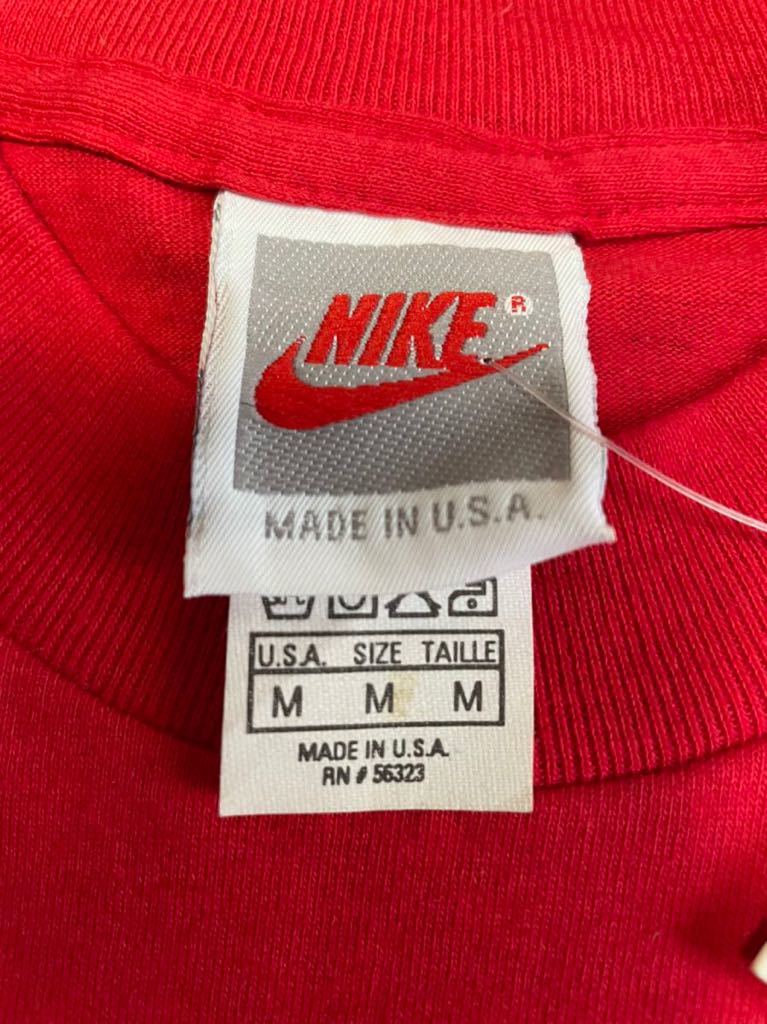 NIKE®
MADE IN U.S.A.
U.S.A. SIZE TAILLE
M M M
MADE IN U.S.A.
RN # 56323